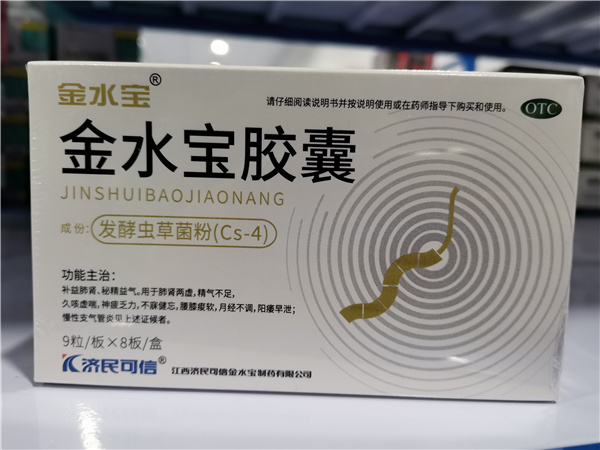 金水宝®
请仔细阅读说明书并按说明使用或在药师指导下购买和使用。
OTC
金水宝胶囊
JINSHUIBAOJIAONANG
成份:发酵虫草菌粉(Cs-4)
功能主治:
补益肺肾、秘精益气。用于肺肾两虚,精气不足,
久咳虚喘,神疲乏力,不寐健忘,腰膝痠软,月经不调,阳痿早泄;
慢性支气管炎见上述证候者。
9粒/板×8板/盒
济民可信®
江西济民可信金水宝制药有限公司